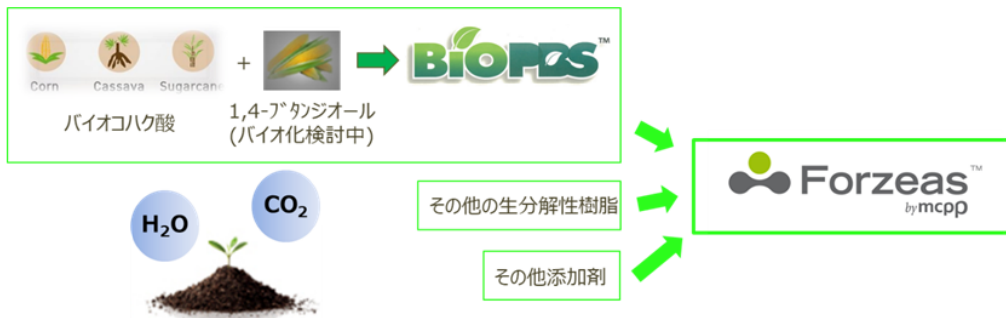 Corn
Cassava
Sugarcane
+
バイオコハク酸
1,4-ﾌﾞﾀﾝｼﾞｵｰﾙ
(バイオ化検討中)
BiOPBS™
H₂O
CO₂
その他の生分解性樹脂
その他添加剤
Forzeas™
by mcpp